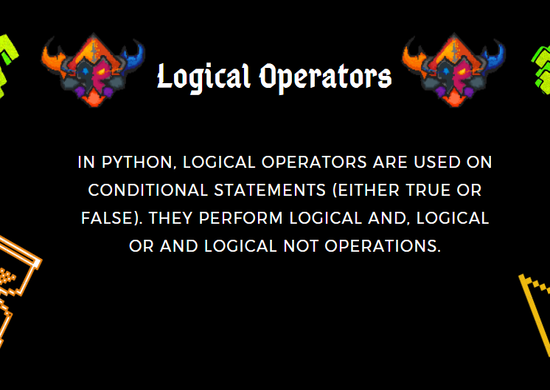 Logical Operators
IN PYTHON, LOGICAL OPERATORS ARE USED ON
CONDITIONAL STATEMENTS (EITHER TRUE OR
FALSE). THEY PERFORM LOGICAL AND, LOGICAL
OR AND LOGICAL NOT OPERATIONS.